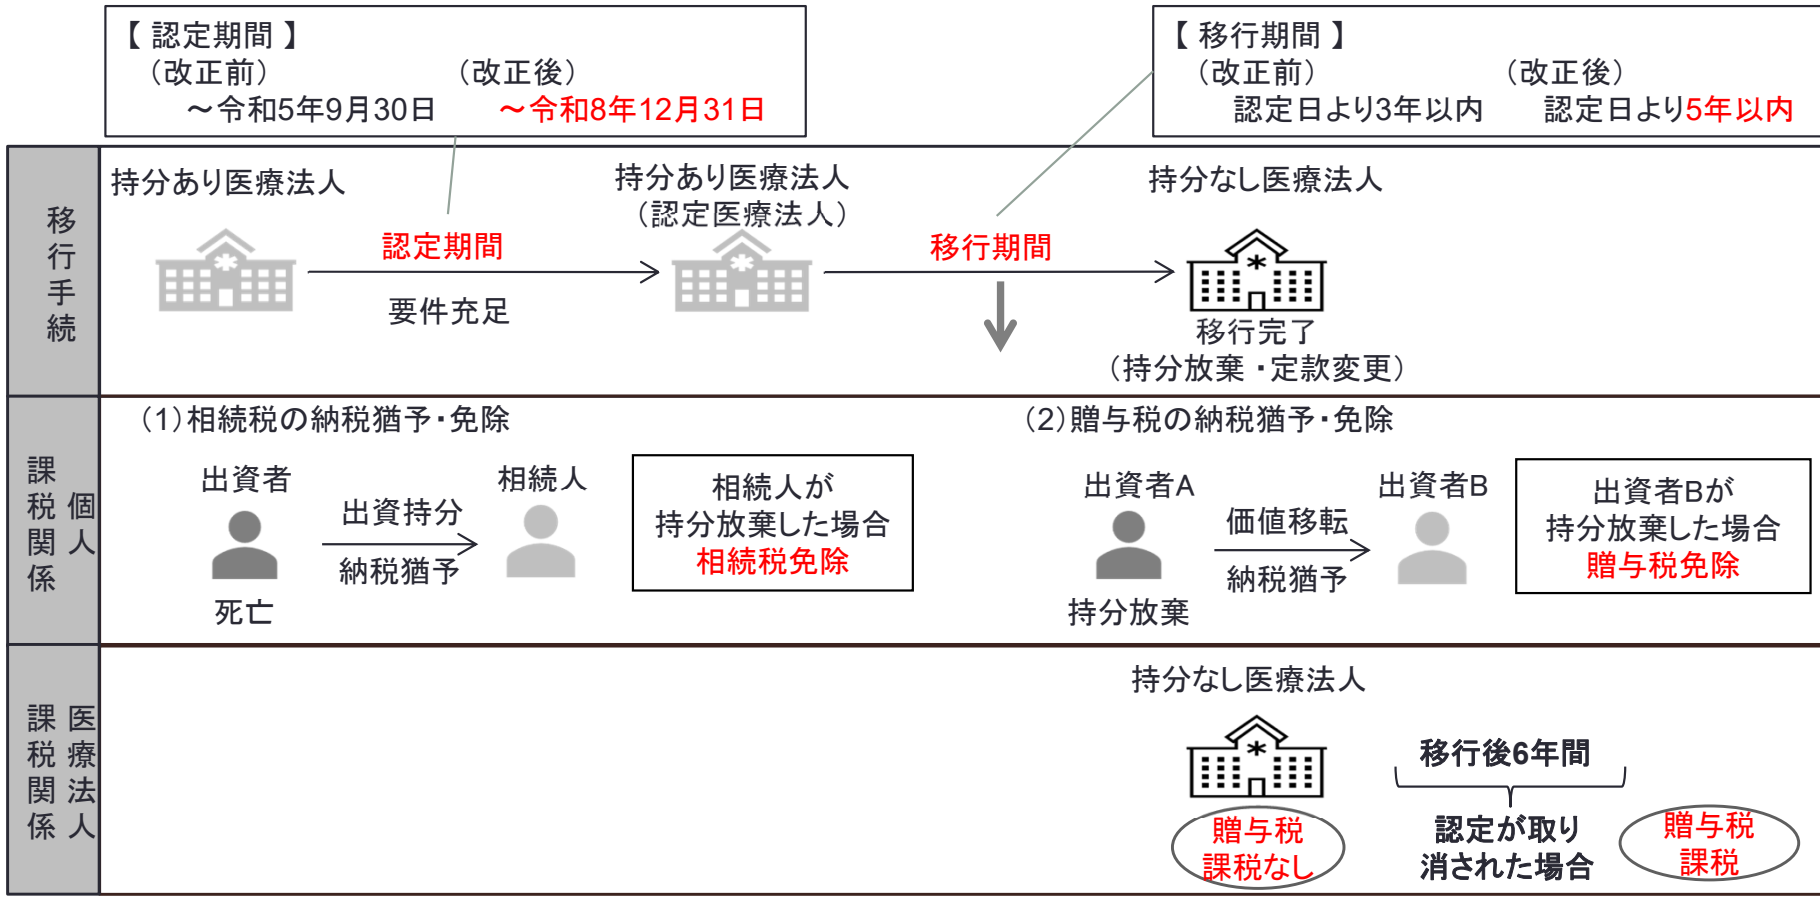 【 認定期間 】
（改正前） （改正後）
～令和5年9月30日 ～令和8年12月31日
【 移行期間 】
（改正前） （改正後）
認定日より3年以内 認定日より5年以内
移行手続
持分あり医療法人
認定期間
要件充足
持分あり医療法人
（認定医療法人）
移行期間
持分なし医療法人
移行完了
（持分放棄・定款変更）
個人
課税関係
（1）相続税の納税猶予・免除
出資者
死亡
出資持分
納税猶予
相続人
相続人が
持分放棄した場合
相続税免除
（2）贈与税の納税猶予・免除
出資者A
持分放棄
価値移転
納税猶予
出資者B
出資者Bが
持分放棄した場合
贈与税免除
医療法人
課税関係
持分なし医療法人
贈与税
課税なし
移行後6年間
認定が取り
消された場合
贈与税
課税